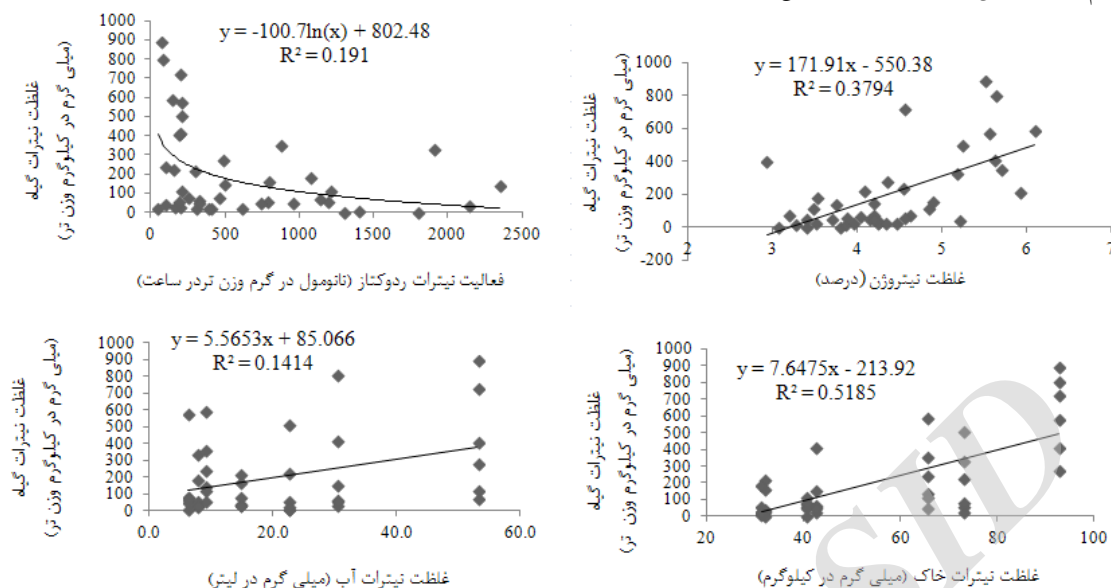 y = -100.7ln(x) + 802.48
R² = 0.191
1000
900
800
700
600
500
400
300
200
100
0
0 500 1000 1500 2000 2500
غلظت نیترات گیاه
(میلی گرم در کیلوگرم وزن تر)
فعالیت نیترات ردوکتاز (نانومول در گرم وزن تردر ساعت)
y = 171.91x - 550.38
R² = 0.3794
1000
800
600
400
200
0
-200
2 3 4 5 6 7
غلظت نیترات گیاه
(میلی گرم در کیلوگرم وزن تر)
غلظت نیتروژن (درصد)
y = 5.5653x + 85.066
R² = 0.1414
1000
900
800
700
600
500
400
300
200
100
0
0.0 20.0 40.0 60.0
غلظت نیترات گیاه
(میلی گرم در کیلوگرم وزن تر)
غلظت نیترات آب (میلی گرم در لیتر)
y = 7.6475x - 213.92
R² = 0.5185
1000
900
800
700
600
500
400
300
200
100
0
20 40 60 80 100
غلظت نیترات گیاه
(میلی گرم در کیلوگرم وزن تر)
غلظت نیترات خاک (میلی گرم در کیلوگرم)
SID